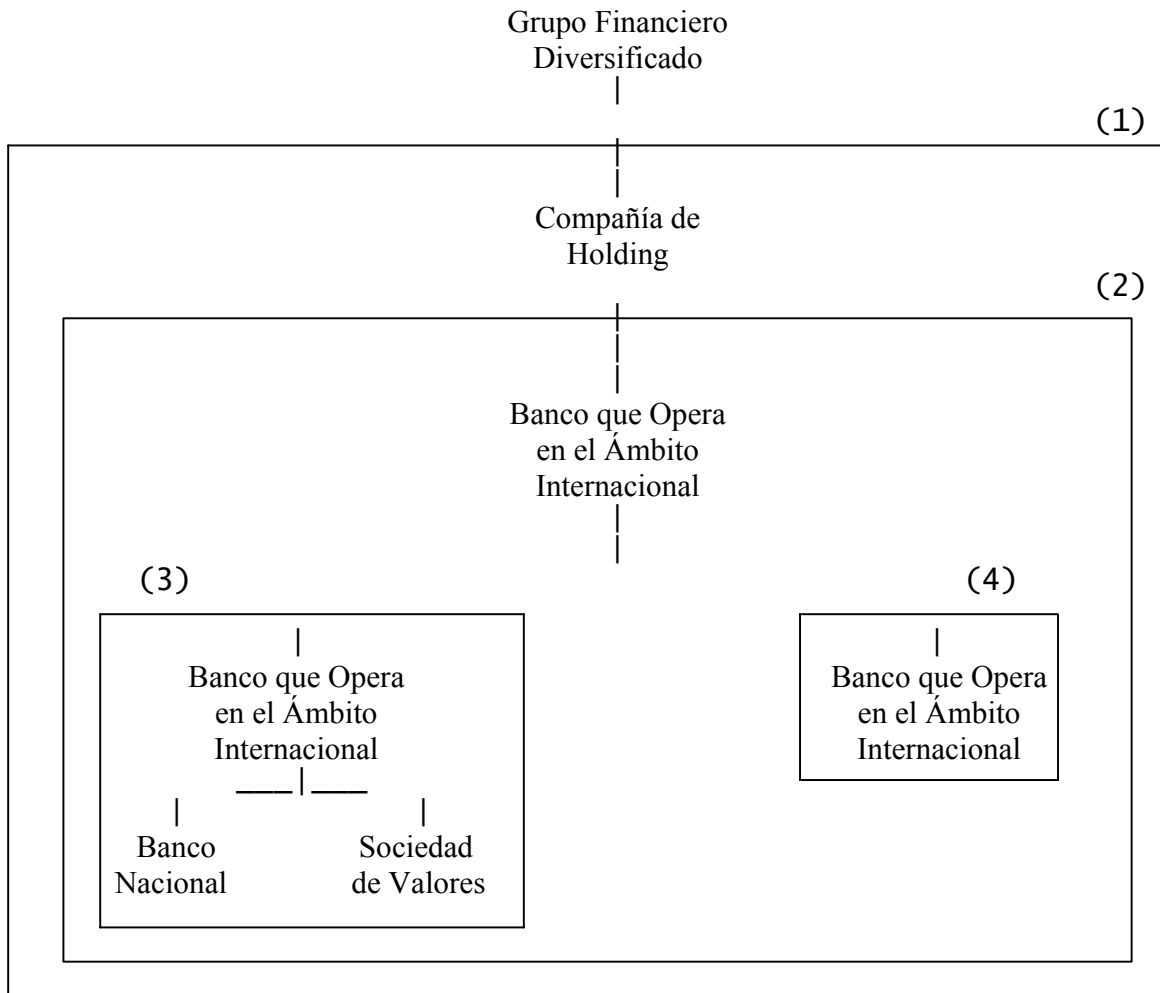 Grupo Financiero
Diversificado
(1)
Compañía de
Holding
(2)
Banco que Opera
en el Ámbito
Internacional
(3)
(4)
Banco que Opera
en el Ámbito
Internacional
Banco
Nacional
Sociedad
de Valores
Banco que Opera
en el Ámbito
Internacional